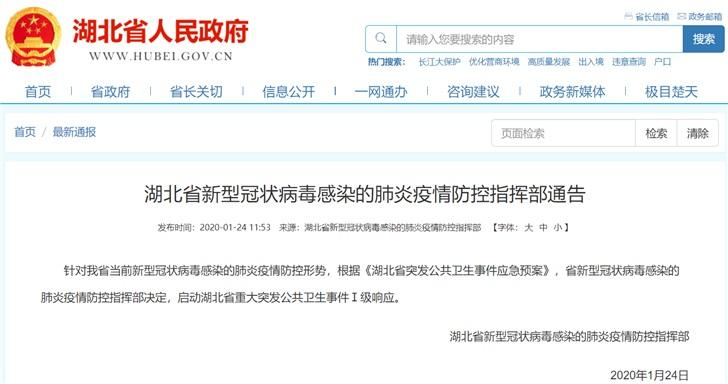 省长信箱 政务邮箱
湖北省人民政府
WWW.HUBEI.GOV.CN
请输入您要搜索的内容 搜索
热门搜索： 长江大保护 优化营商环境 高质量发展 出入境 违章查询 户口
首页 省政府 省长关切 信息公开 一网通办 咨询建议 政务新媒体 极目楚天
首页 / 最新通报 页面检索 检索 清除
湖北省新型冠状病毒感染的肺炎疫情防控指挥部通告
发布时间：2020-01-24 11:53 来源：湖北省新型冠状病毒感染的肺炎疫情防控指挥部 【字体： 大 中 小 】
针对我省当前新型冠状病毒感染的肺炎疫情防控形势，根据《湖北省突发公共卫生事件应急预案》，省新型冠状病毒感染的
肺炎疫情防控指挥部决定，启动湖北省重大突发公共卫生事件Ⅰ级响应。
湖北省新型冠状病毒感染的肺炎疫情防控指挥部
2020年1月24日